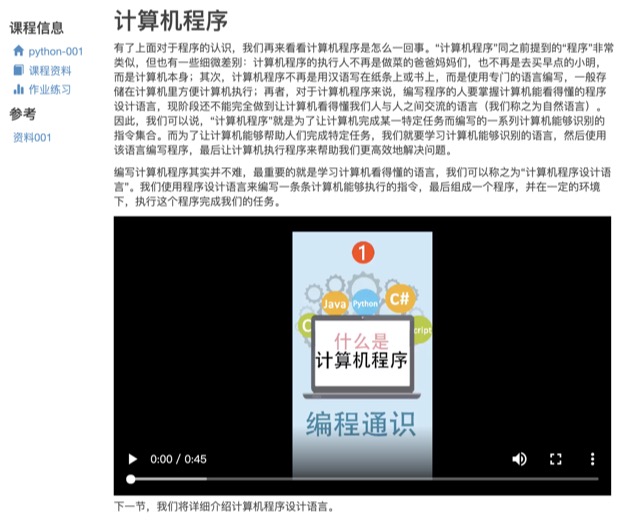 课程信息
python-001
课程资料
作业练习
参考
资料001
计算机程序
有了上面对于程序的认识，我们再来看看计算机程序是怎么一回事。“计算机程序”同之前提到的“程序”非常
类似，但也有一些细微差别：计算机程序的执行人不再是做菜的爸爸妈妈们，也不再是去买早点的小明，
而是计算机本身；其次，计算机程序不再是用汉语写在纸条上或书上，而是使用专门的语言编写，一般存
储在计算机里方便计算机执行；再者，对于计算机程序来说，编写程序的人要掌握计算机能看得懂的程序
设计语言，现阶段还不能完全做到让计算机看得懂我们人与人之间交流的语言（我们称之为自然语言）。
因此，我们可以说，“计算机程序”就是为了让计算机完成某一特定任务而编写的一系列计算机能够识别的
指令集合。而为了让计算机能够帮助人们完成特定任务，我们就要学习计算机能够识别的语言，然后使用
该语言编写程序，最后让计算机执行程序来帮助我们更高效地解决问题。
编写计算机程序其实并不难，最重要的就是学习计算机看得懂的语言，我们可以称之为“计算机程序设计语
言”。我们使用程序设计语言来编写一条条计算机能够执行的指令，最后组成一个程序，并在一定的环境
下，执行这个程序完成我们的任务。
1
Java
Python
C#
C
cript
什么是
计算机程序
编程通识
0:00 / 0:45
下一节，我们将详细介绍计算机程序设计语言。